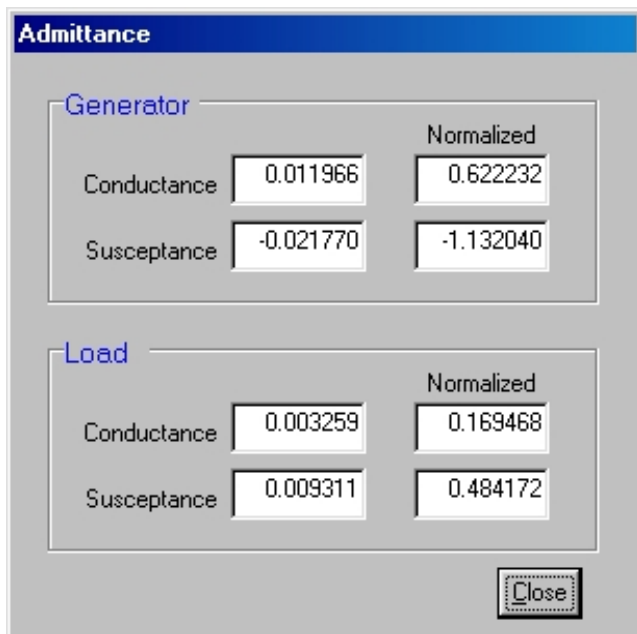 Admittance
Generator
Normalized
Conductance 0.011966 0.622232
Susceptance -0.021770 -1.132040
Load
Normalized
Conductance 0.003259 0.169468
Susceptance 0.009311 0.484172
Close